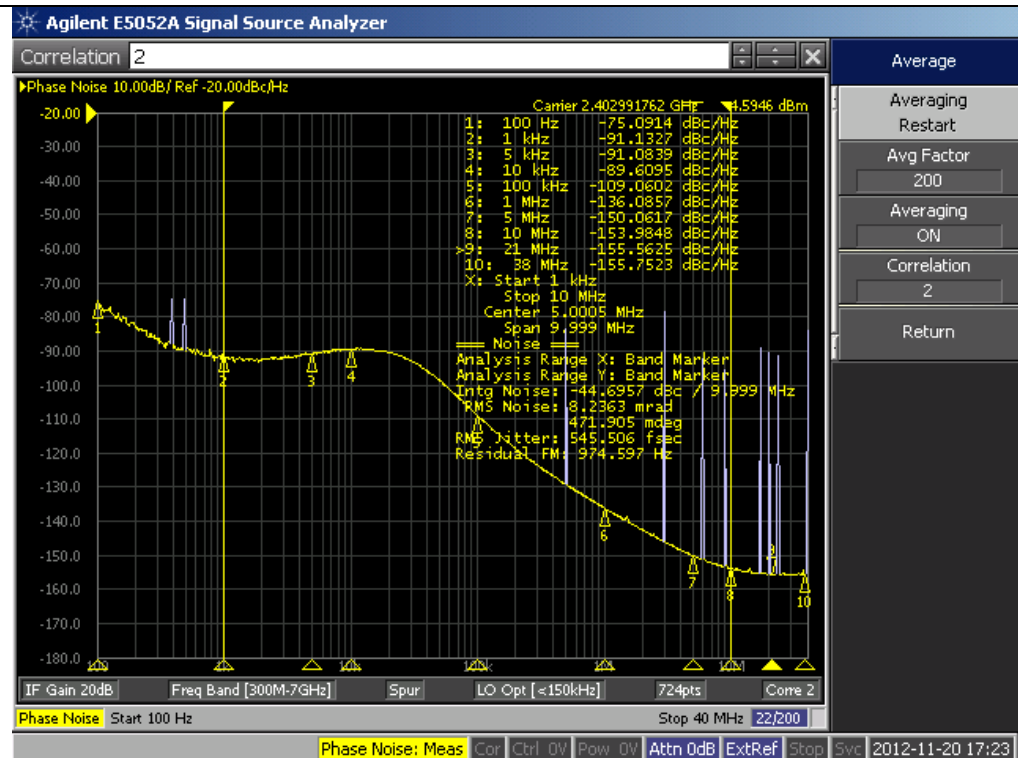 Agilent E5052A Signal Source Analyzer
Correlation 2
Average
▶Phase Noise 10.00dB/ Ref -20.00dBc/Hz
Averaging
Restart
Avg Factor
200
Averaging
ON
Correlation
2
Return
Carrier 2.402991762 GHz 4.5946 dBm
1: 100 Hz -75.0914 dBc/Hz
2: 1 kHz -91.1327 dBc/Hz
3: 5 kHz -91.0839 dBc/Hz
4: 10 kHz -89.6095 dBc/Hz
5: 100 kHz -109.0602 dBc/Hz
6: 1 MHz -136.0857 dBc/Hz
7: 5 MHz -150.0617 dBc/Hz
8: 10 MHz -153.9848 dBc/Hz
>9: 21 MHz -155.5625 dBc/Hz
10: 38 MHz -155.7523 dBc/Hz
X: Start 1 kHz
Stop 10 MHz
Center 5.0005 MHz
Span 9.999 MHz
=== Noise ===
Analysis Range X: Band Marker
Analysis Range Y: Band Marker
Intg Noise: -44.6957 dBc / 9.999 MHz
RMS Noise: 8.2363 mrad
471.905 mdeg
RMS Jitter: 545.506 fsec
Residual FM: 974.597 Hz
-20.00
-30.00
-40.00
-50.00
-60.00
-70.00
-80.00
-90.00
-100.0
-110.0
-120.0
-130.0
-140.0
-150.0
-160.0
-170.0
-180.0
1
2
3
4
5
6
7
8
9
10
IF Gain 20dB Freq Band [300M-7GHz] Spur LO Opt [<150kHz] 724pts Corre 2
Phase Noise Start 100 Hz Stop 40 MHz 22/200
Phase Noise: Meas Cor Ctrl 0V Pow 0V Attn 0dB ExtRef Stop Svc 2012-11-20 17:23